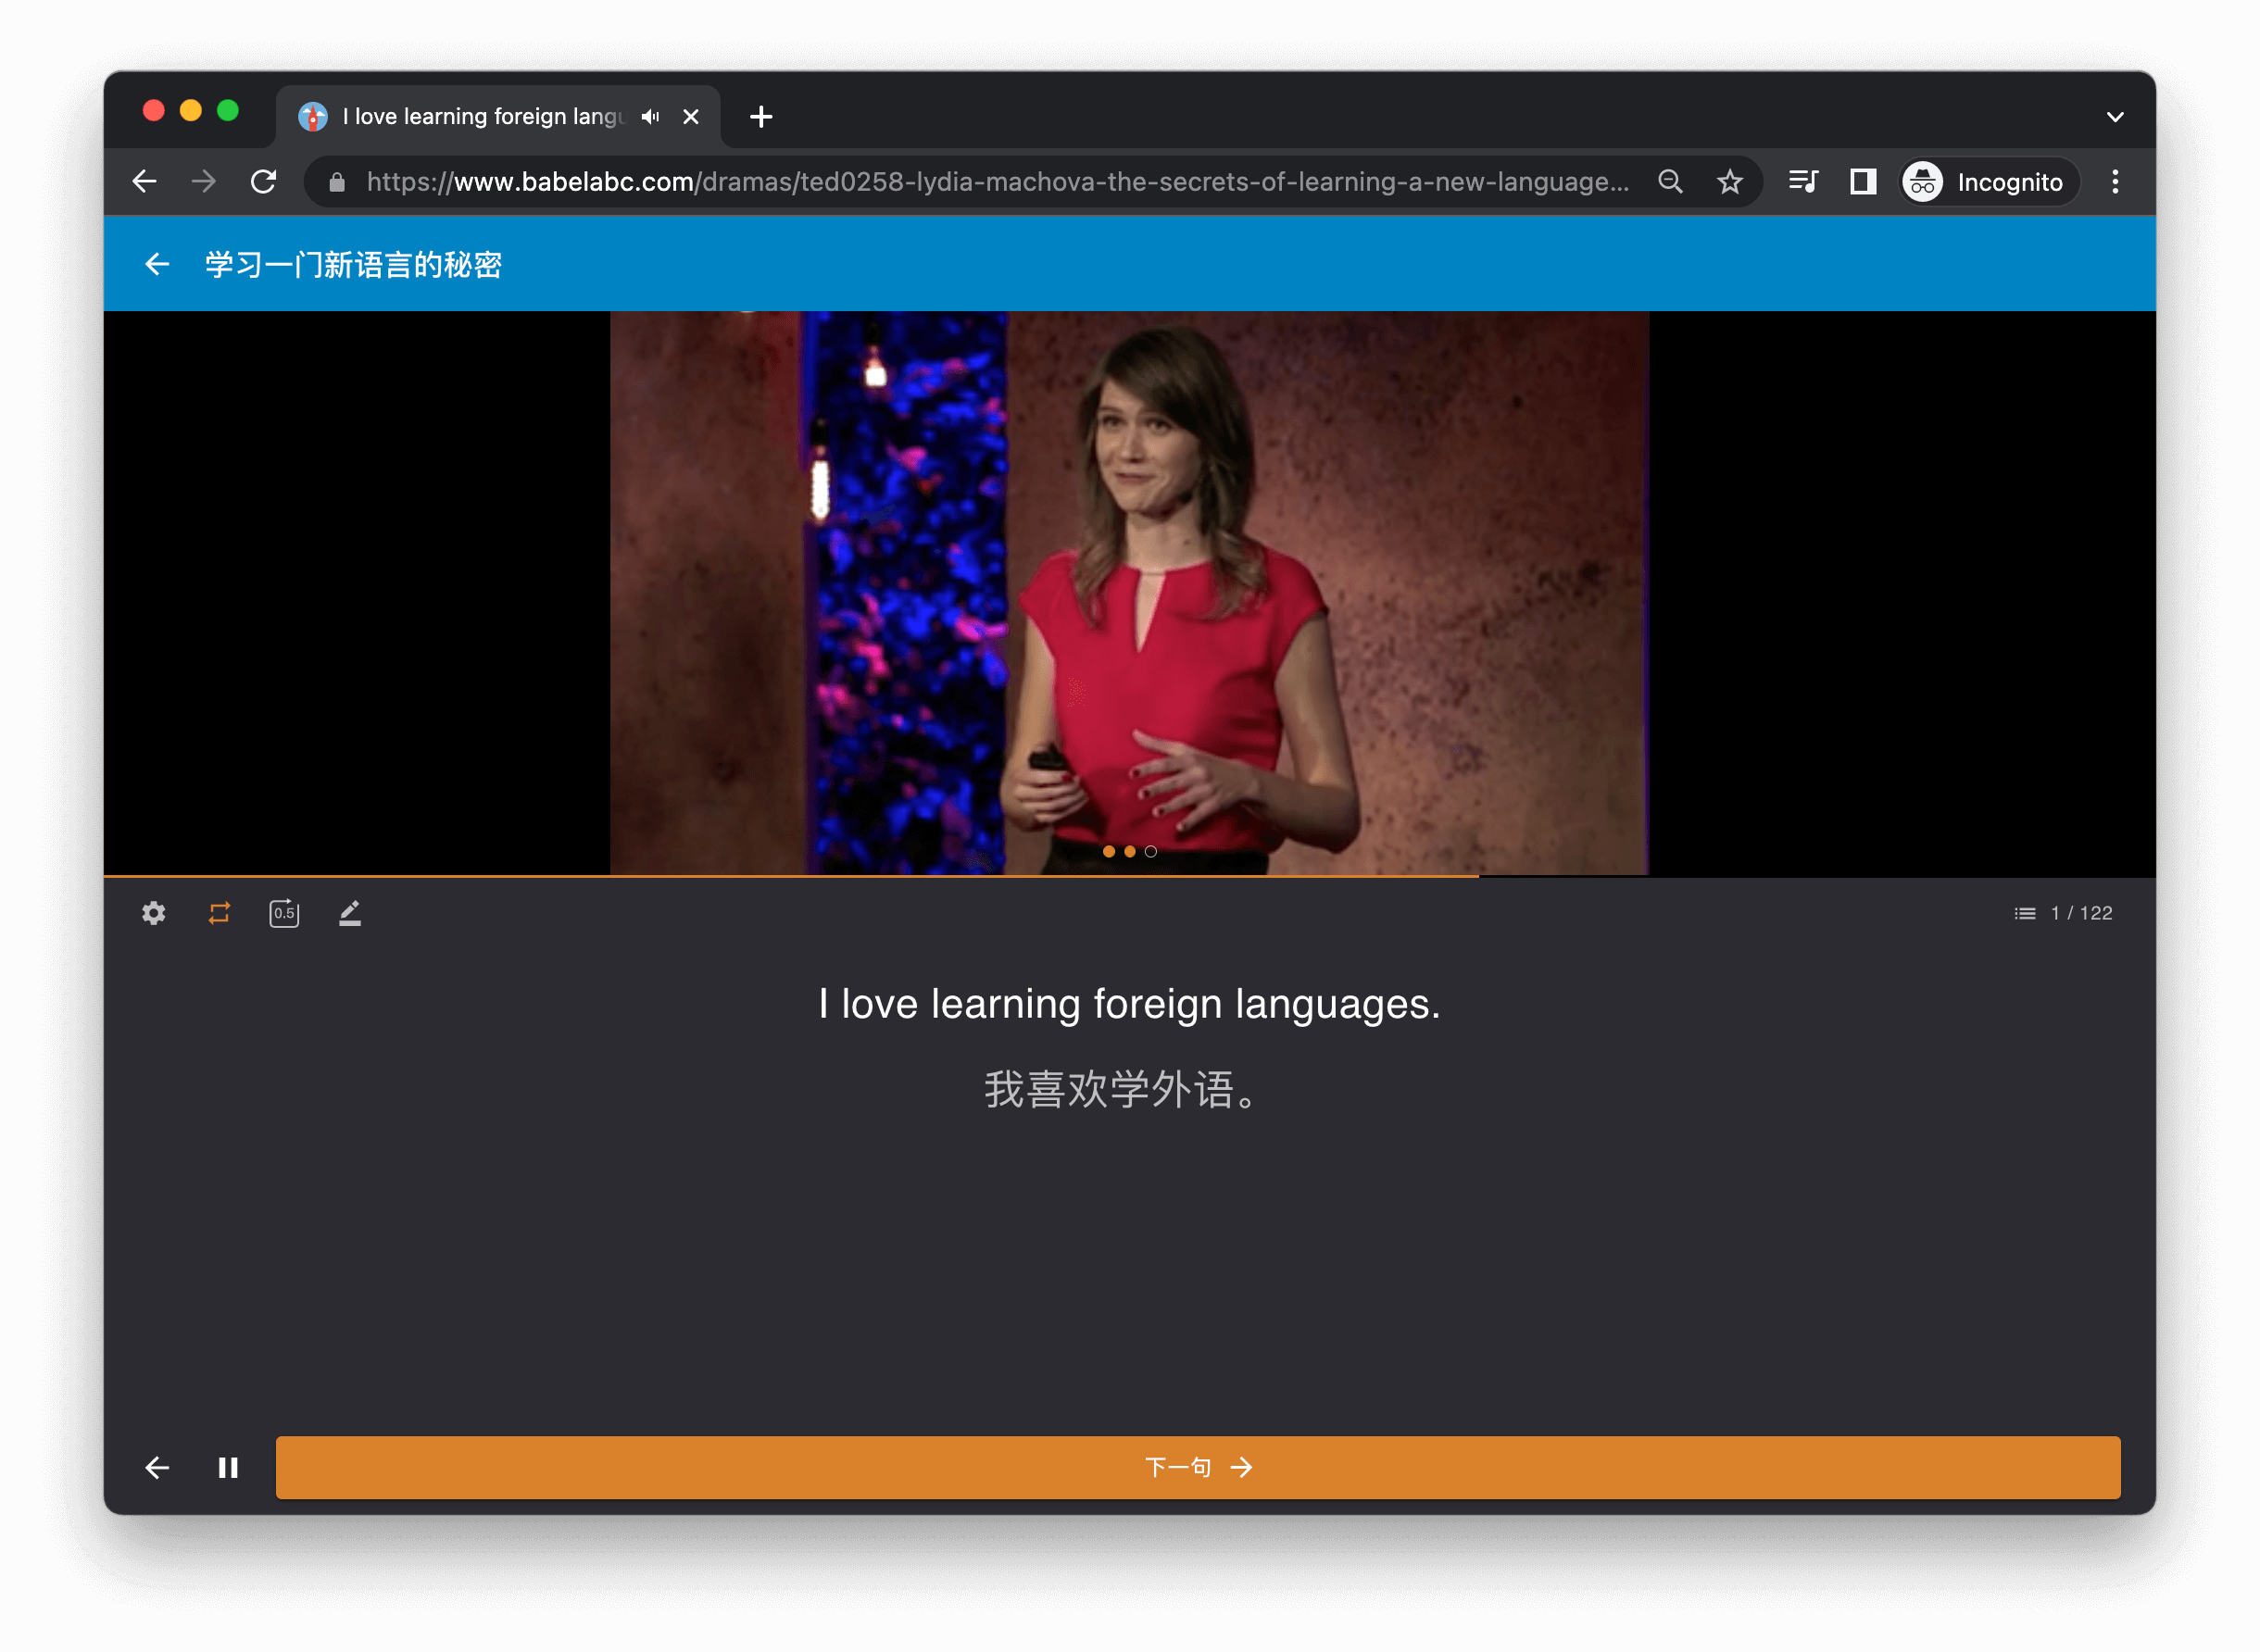 I love learning foreign langu
https://www.babelabc.com/dramas/ted0258-lydia-machova-the-secrets-of-learning-a-new-language...
Incognito
学习一门新语言的秘密
0.5
1 / 122
I love learning foreign languages.
我喜欢学外语。
下一句